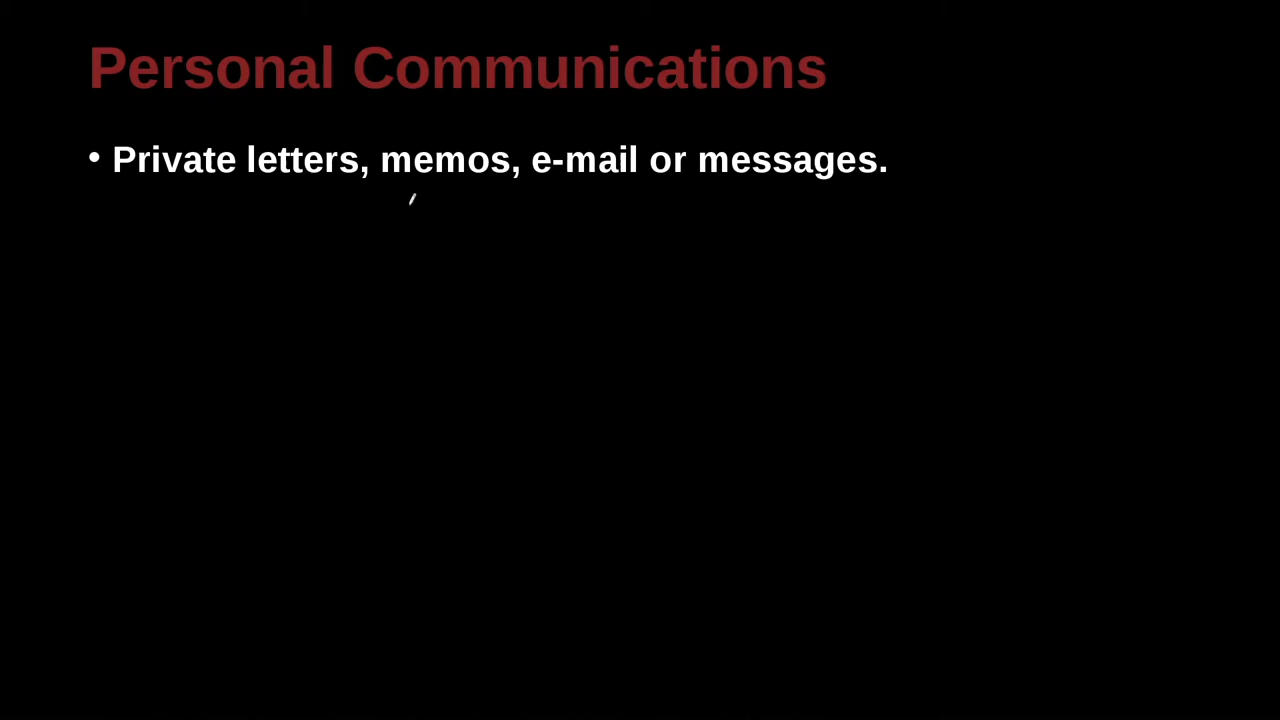 Personal Communications
• Private letters, memos, e-mail or messages.